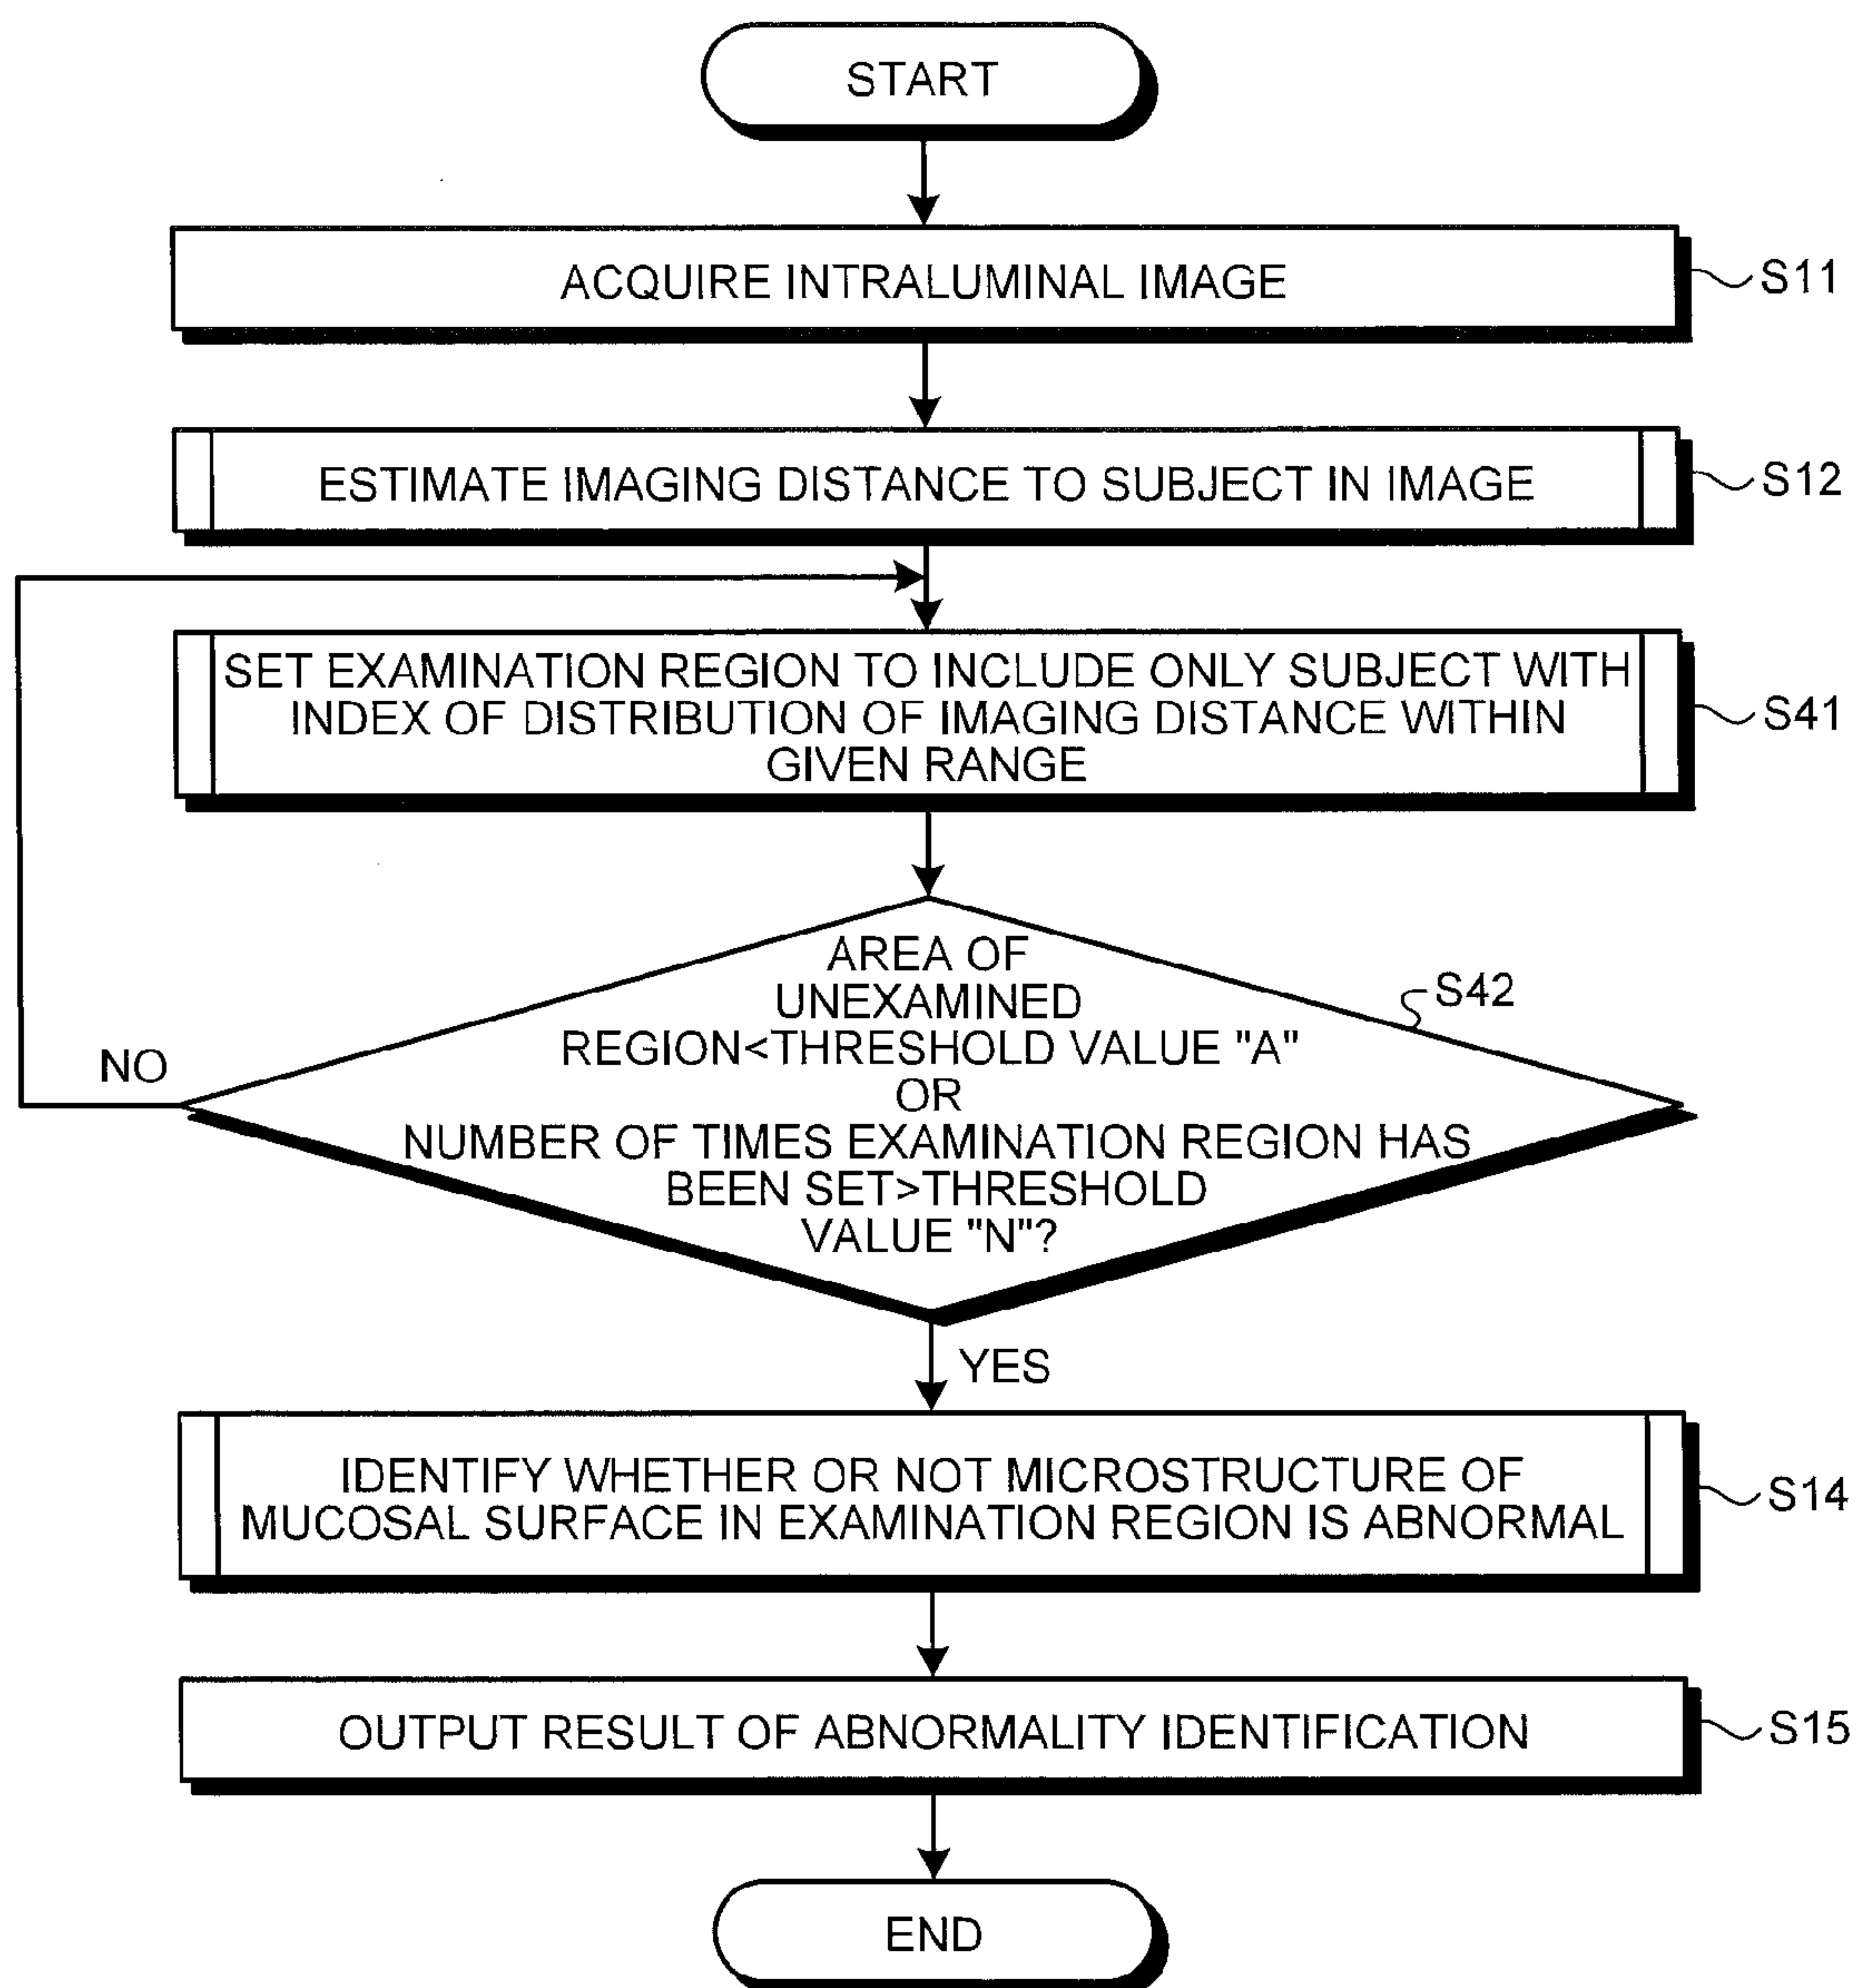 START
ACQUIRE INTRALUMINAL IMAGE
S11
ESTIMATE IMAGING DISTANCE TO SUBJECT IN IMAGE
S12
SET EXAMINATION REGION TO INCLUDE ONLY SUBJECT WITH
INDEX OF DISTRIBUTION OF IMAGING DISTANCE WITHIN
GIVEN RANGE
S41
AREA OF
UNEXAMINED
REGION<THRESHOLD VALUE "A"
OR
NUMBER OF TIMES EXAMINATION REGION HAS
BEEN SET>THRESHOLD
VALUE "N"?
S42
NO
YES
IDENTIFY WHETHER OR NOT MICROSTRUCTURE OF
MUCOSAL SURFACE IN EXAMINATION REGION IS ABNORMAL
S14
OUTPUT RESULT OF ABNORMALITY IDENTIFICATION
S15
END